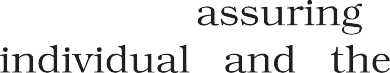 assuring
individual and the